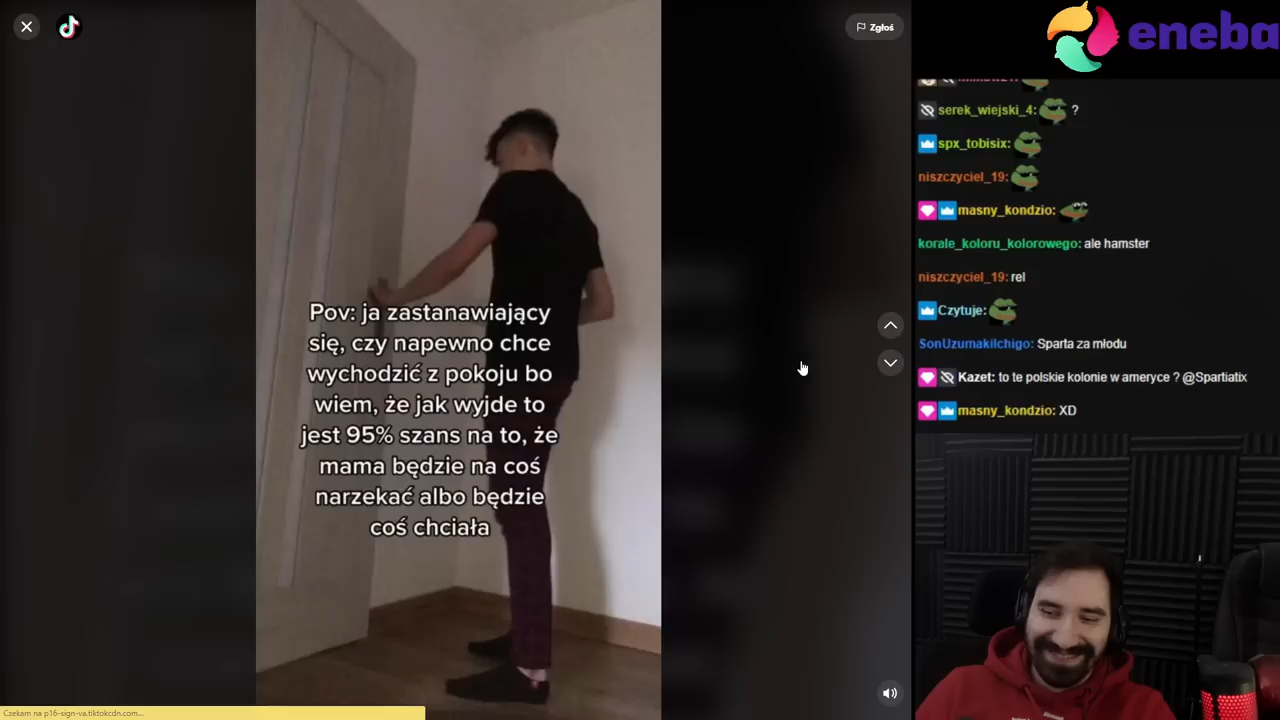 Zgłoś
eneba
serek_wiejski_4: ?
spx_tobisix:
niszczyciel_19:
masny_kondzio:
korale_koloru_kolorowego: ale hamster
niszczyciel_19: rel
Czytuje:
SonUzumakiIchigo: Sparta za młodu
Kazet: to te polskie kolonie w ameryce ? @Spartiatix
masny_kondzio: XD
Pov: ja zastanawiający
się, czy napewno chce
wychodzić z pokoju bo
wiem, że jak wyjde to
jest 95% szans na to, że
mama będzie na coś
narzekać albo będzie
coś chciała
Czekam na p16-sign-va.tiktokcdn.com...